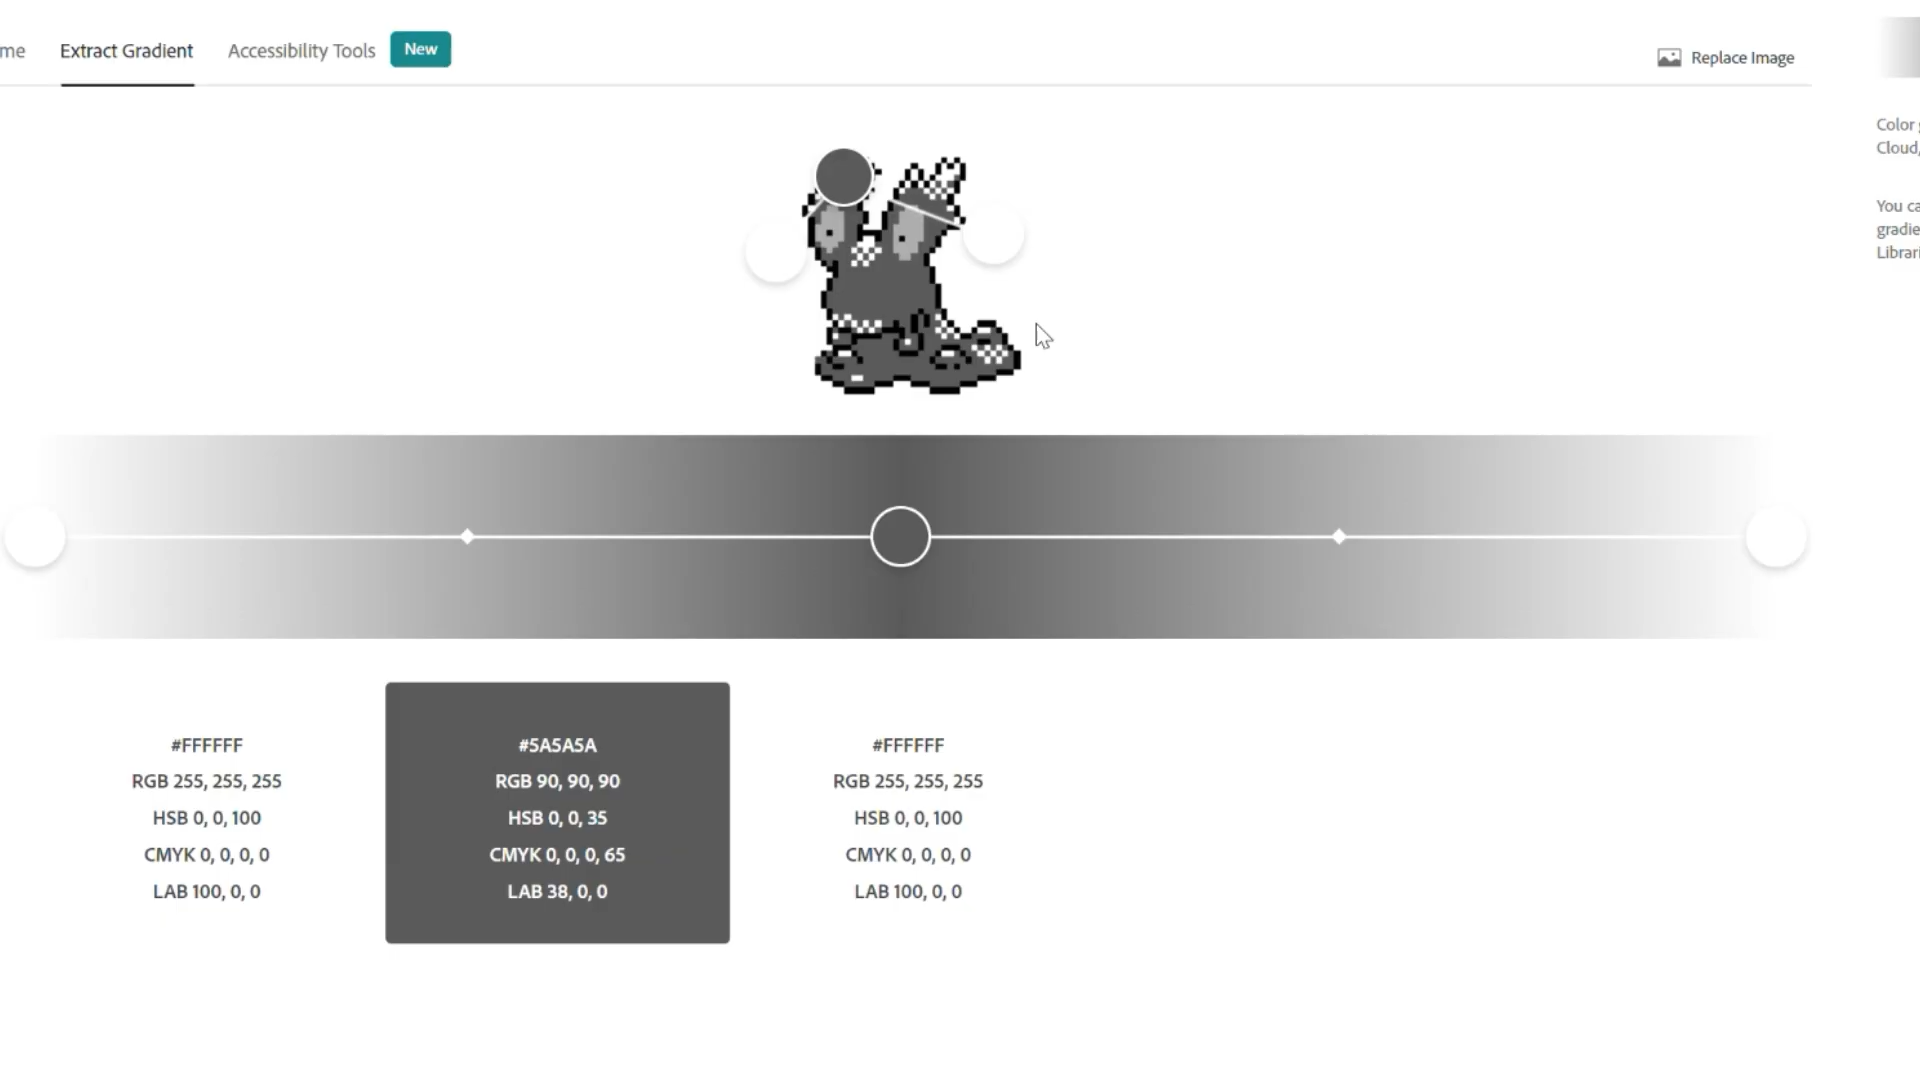 me
Extract Gradient
Accessibility Tools
New
Replace Image
Color
Cloud,
You ca
gradie
Librari
#FFFFFF
RGB 255, 255, 255
HSB 0, 0, 100
CMYK 0, 0, 0, 0
LAB 100, 0, 0
#5A5A5A
RGB 90, 90, 90
HSB 0, 0, 35
CMYK 0, 0, 0, 65
LAB 38, 0, 0
#FFFFFF
RGB 255, 255, 255
HSB 0, 0, 100
CMYK 0, 0, 0, 0
LAB 100, 0, 0